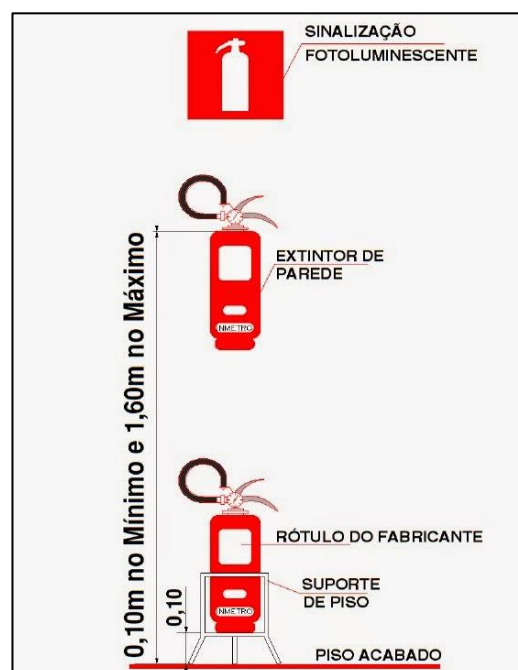 SINALIZAÇÃO
FOTOLUMINESCENTE
EXTINTOR DE
PAREDE
INMETRO
0,10m no Mínimo e 1,60m no Máximo
RÓTULO DO FABRICANTE
SUPORTE
DE PISO
0,10
INMETRO
PISO ACABADO